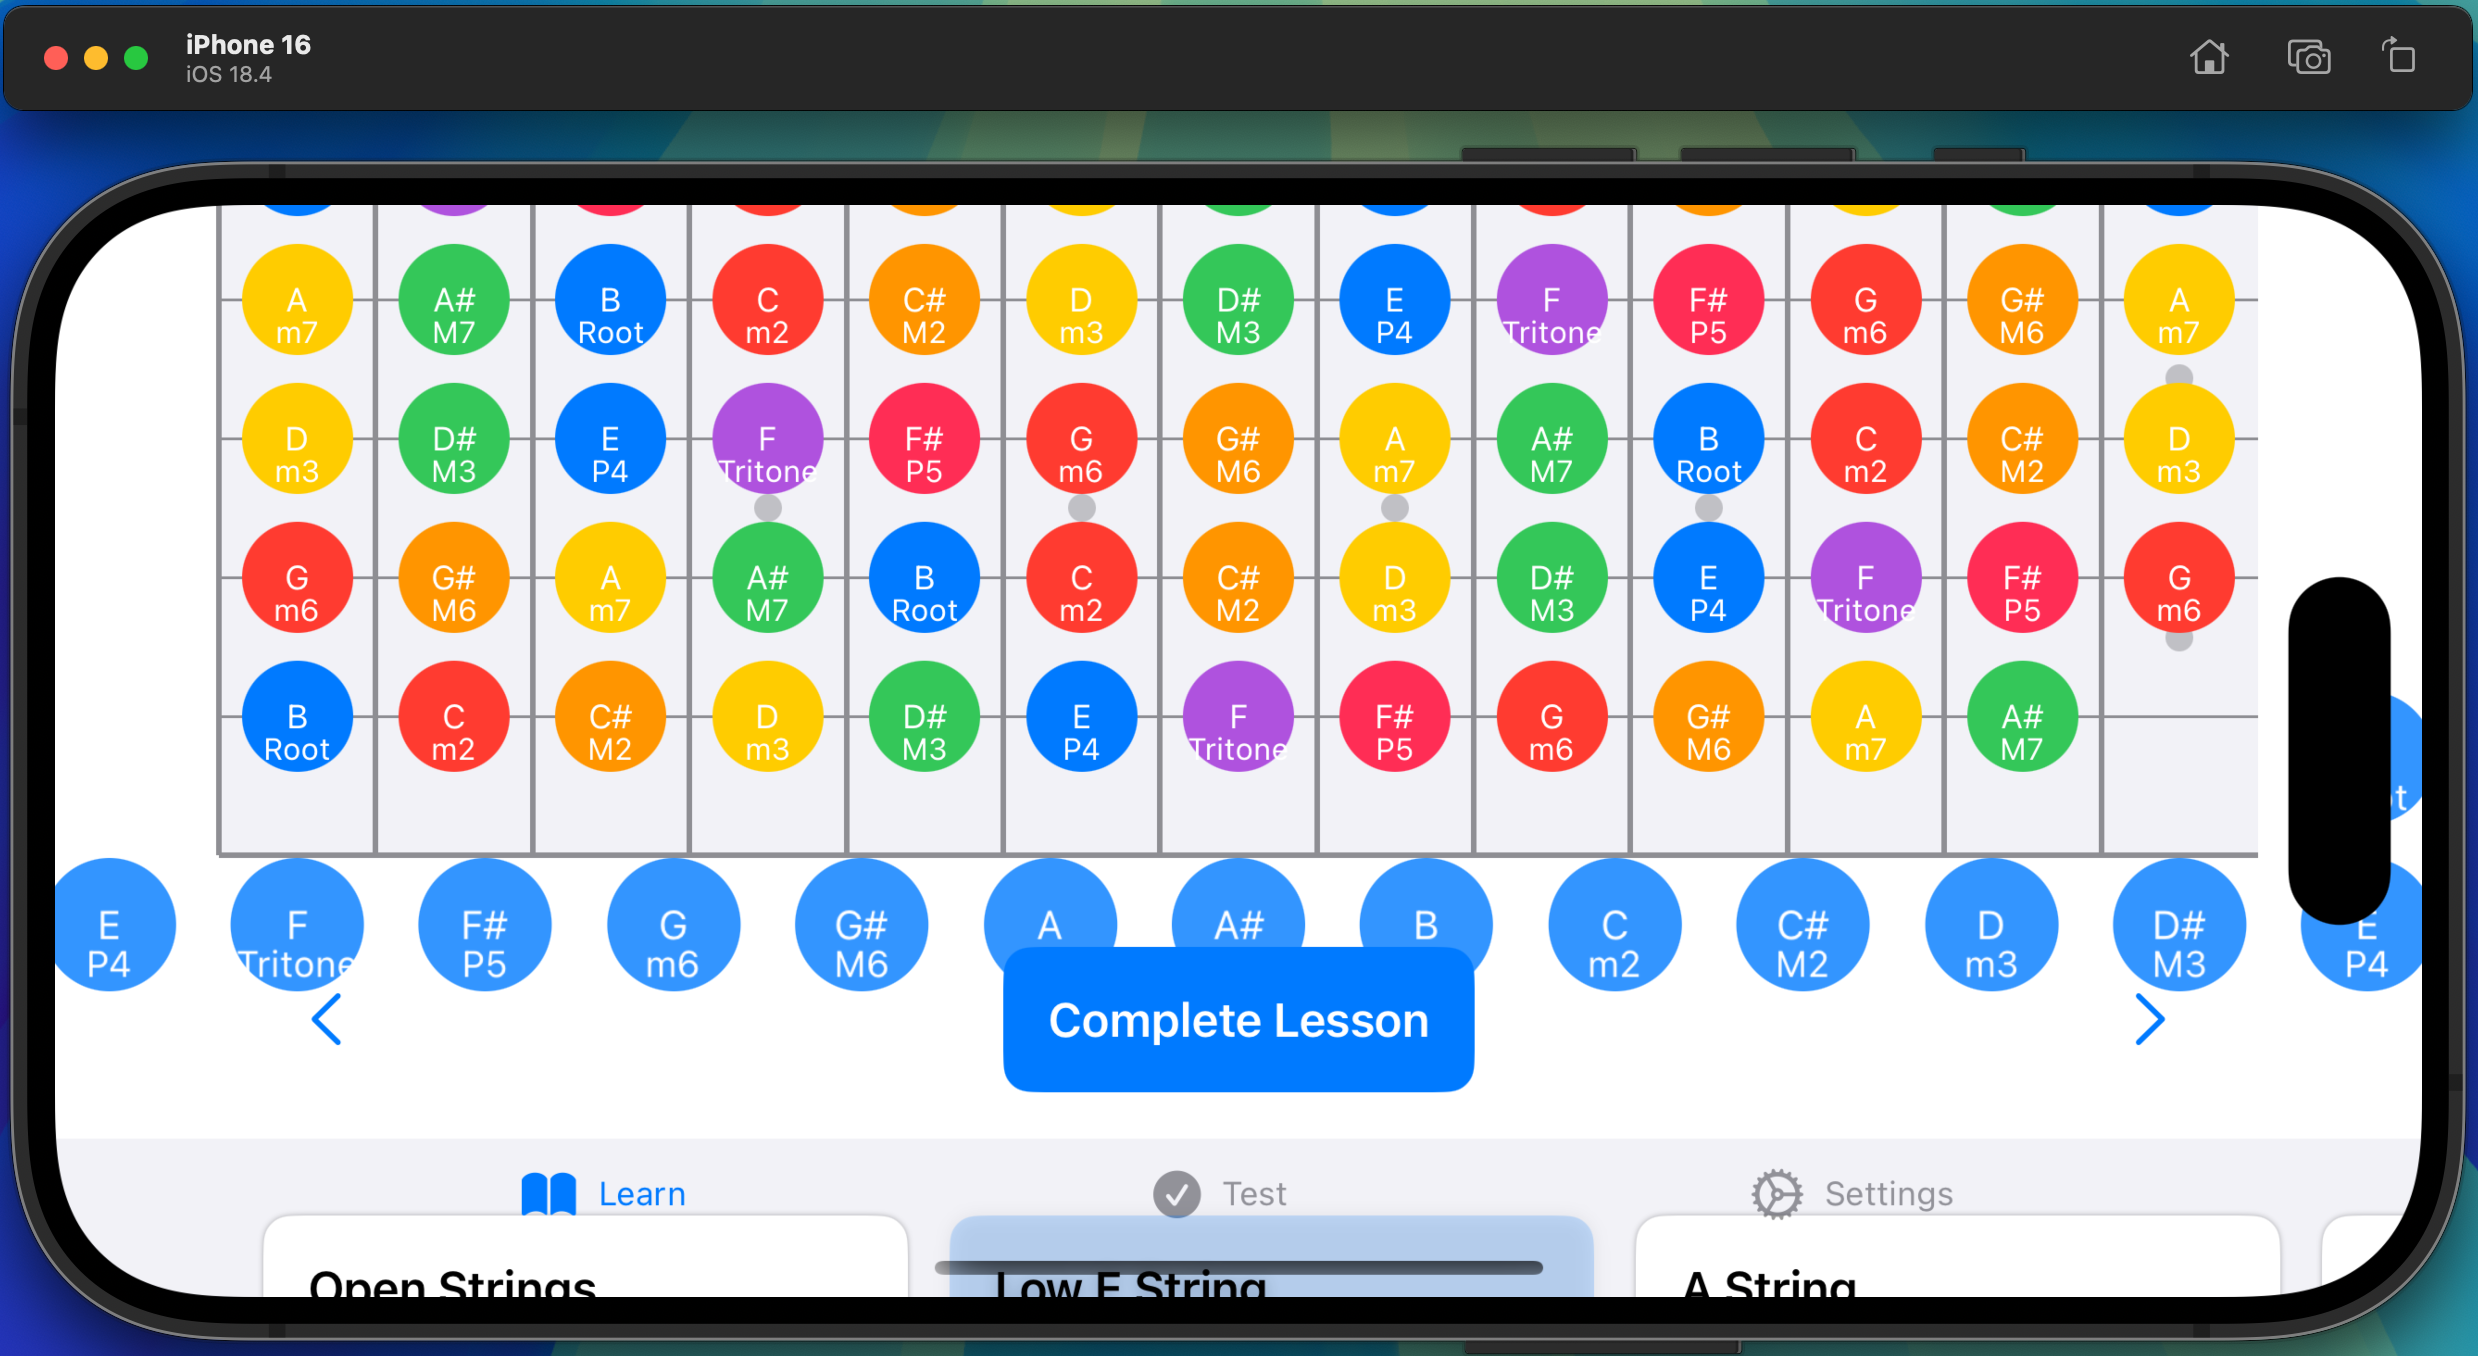 iPhone 16
iOS 18.4
A A# B C C# D D# E F F# G G# A
m7 M7 Root m2 M2 m3 M3 P4 Tritone P5 m6 M6 m7
D D# E F F# G G# A A# B C C# D
m3 M3 P4 Tritone P5 m6 M6 m7 M7 Root m2 M2 m3
G G# A A# B C C# D D# E F F# G
m6 M6 m7 M7 Root m2 M2 m3 M3 P4 Tritone P5 m6
B C C# D D# E F F# G G# A A#
Root m2 M2 m3 M3 P4 Tritone P5 m6 M6 m7 M7
E F F# G G# A A# B C C# D D# E
P4 Tritone P5 m6 M6 m2 M2 m3 M3 P4
Complete Lesson
Learn Test Settings
Open Strings Low E String A String